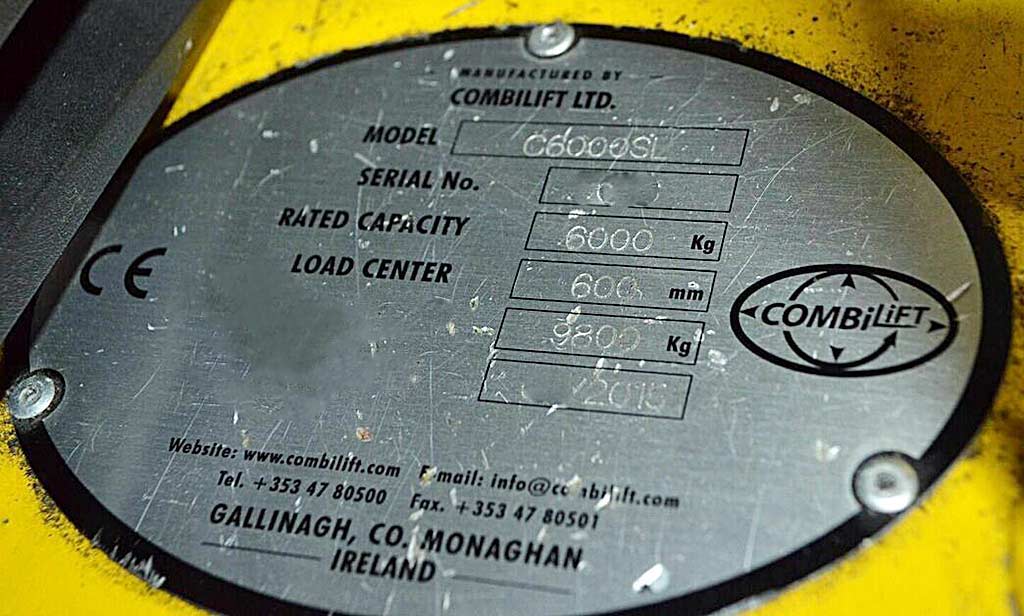 MANUFACTURED BY
COMBILIFT LTD.
MODEL C6000SL
SERIAL No.
RATED CAPACITY 6000 Kg
LOAD CENTER 600 mm
9800 Kg
CE
COMBiLiFT
Website: www.combilift.com E-mail: info@combilift.com
Tel. +353 47 80500 Fax. +353 47 80501
GALLINAGH, CO. MONAGHAN
IRELAND